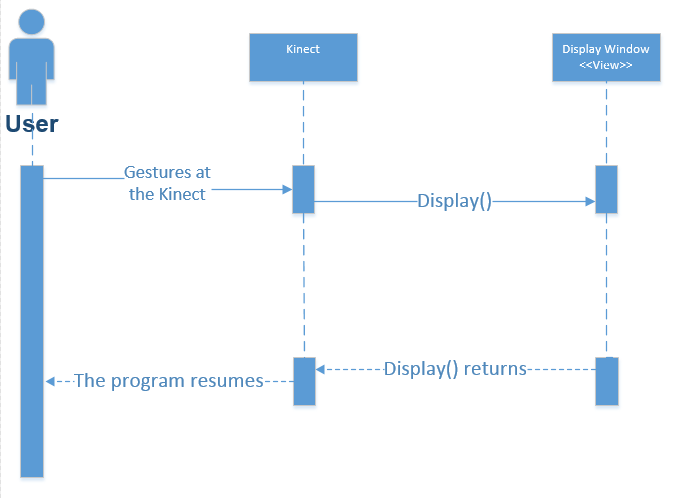 Kinect
Display Window
<<View>>
User
Gestures at
the Kinect
Display()
Display() returns
The program resumes